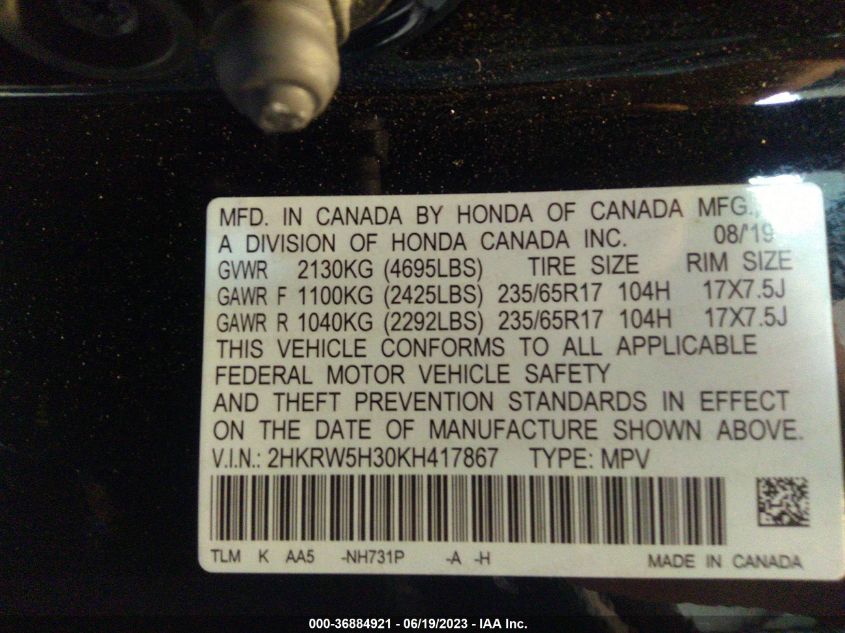 MFD. IN CANADA BY HONDA OF CANADA MFG.,
A DIVISION OF HONDA CANADA INC. 08/'19
GVWR 2130KG (4695LBS) TIRE SIZE RIM SIZE
GAWR F 1100KG (2425LBS) 235/65R17 104H 17X7.5J
GAWR R 1040KG (2292LBS) 235/65R17 104H 17X7.5J
THIS VEHICLE CONFORMS TO ALL APPLICABLE
FEDERAL MOTOR VEHICLE SAFETY
AND THEFT PREVENTION STANDARDS IN EFFECT
ON THE DATE OF MANUFACTURE SHOWN ABOVE.
V.I.N.: 2HKRW5H30KH417867 TYPE: MPV
TLM K AA5 -NH731P -A -H MADE IN CANADA
000-36884921 - 06/19/2023 - IAA Inc.